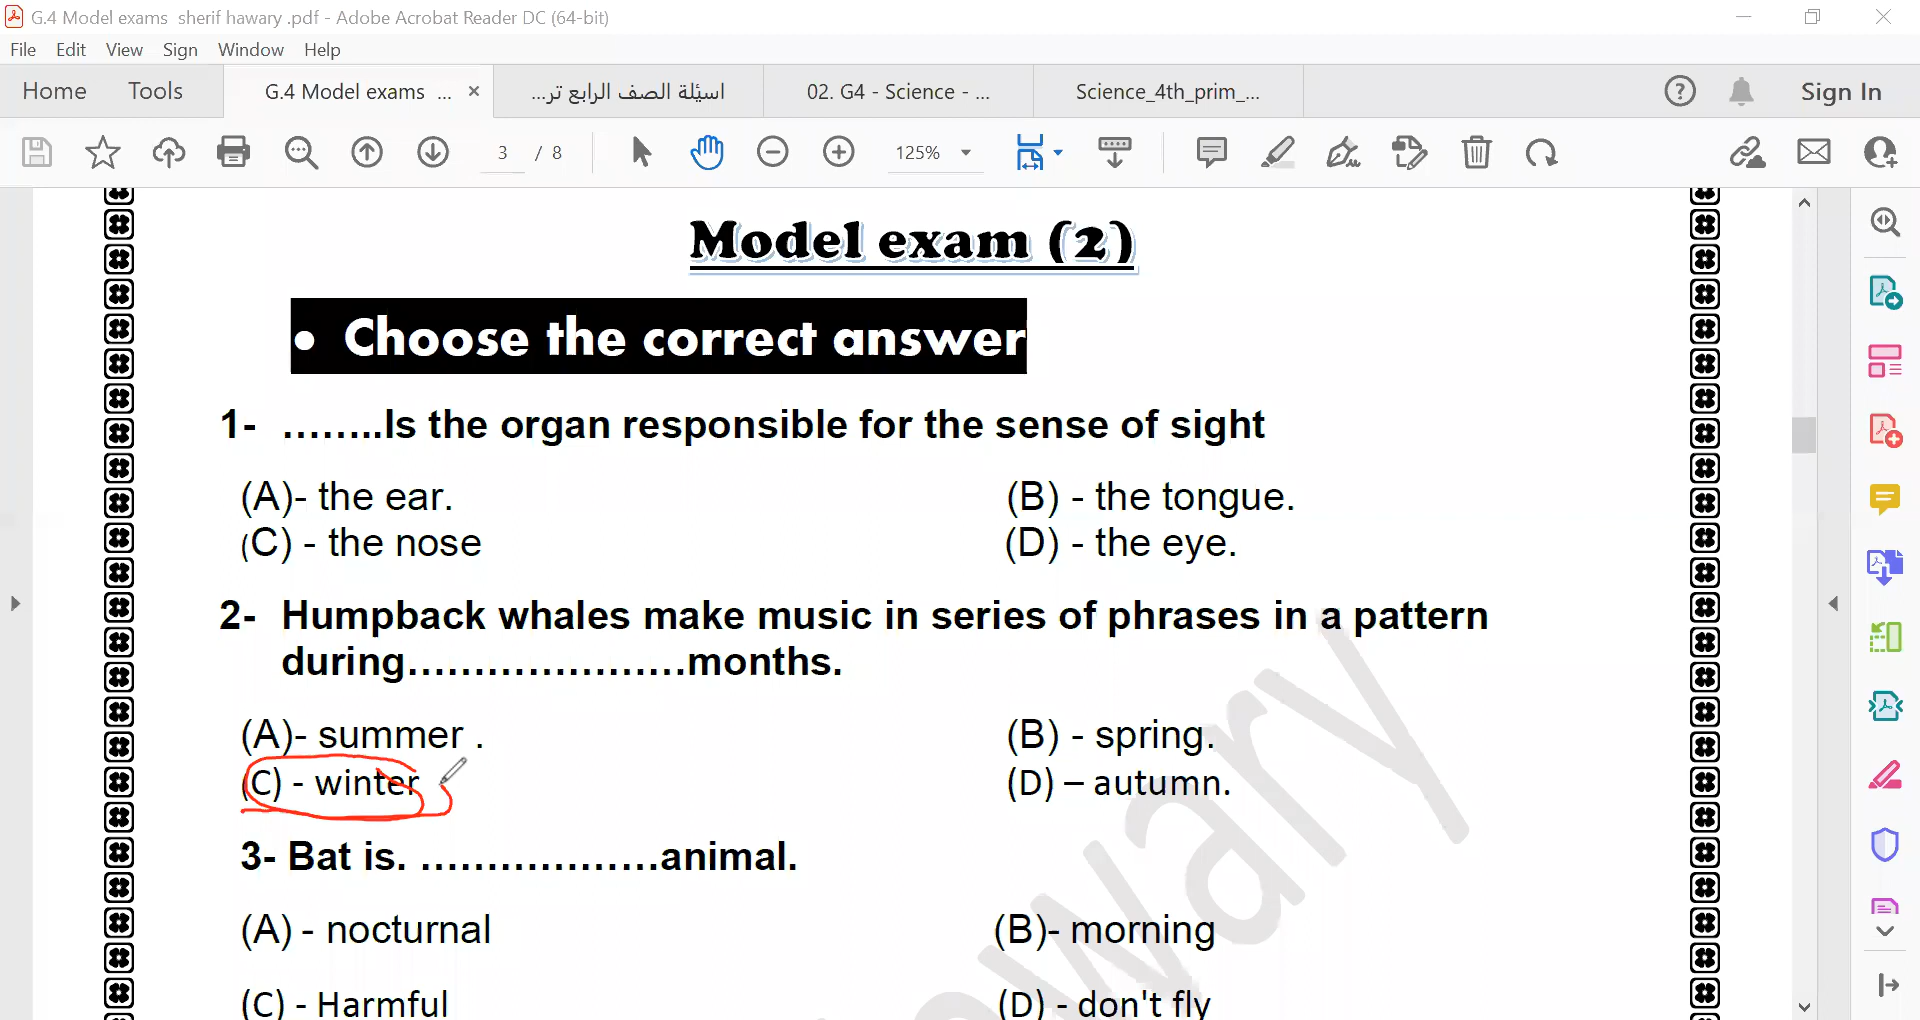 G.4 Model exams sherif hawary .pdf - Adobe Acrobat Reader DC (64-bit)
File Edit View Sign Window Help
Home Tools G.4 Model exams ... × اسئلة الصف الرابع تر... 02. G4 - Science - ... Science_4th_prim_... Sign In
3 / 8 125%
Model exam (2)
• Choose the correct answer
1- ........Is the organ responsible for the sense of sight
(A)- the ear. (B) - the tongue.
(C) - the nose (D) - the eye.
2- Humpback whales make music in series of phrases in a pattern
during.....................months.
(A)- summer . (B) - spring.
(C) - winter (D) – autumn.
3- Bat is. ..................animal.
(A) - nocturnal (B)- morning
(C) - Harmful (D) - don't fly
owary